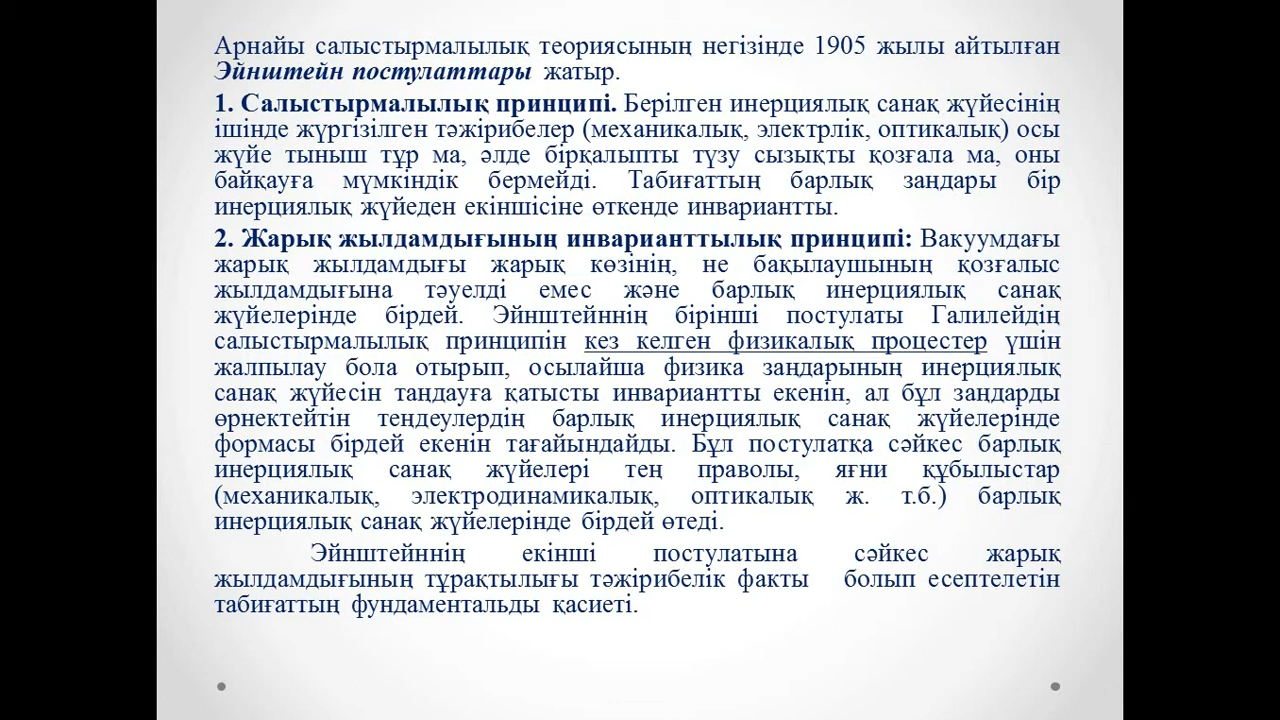 Арнайы салыстырмалылық теориясының негізінде 1905 жылы айтылған
Эйнштейн постулаттары жатыр.
1. Салыстырмалылық принципі. Берілген инерциялық санақ жүйесінің
ішінде жүргізілген тәжірибелер (механикалық, электрлік, оптикалық) осы
жүйе тыныш тұр ма, әлде бірқалыпты түзу сызықты қозғала ма, оны
байқауға мүмкіндік бермейді. Табиғаттың барлық заңдары бір
инерциялық жүйеден екіншісіне өткенде инвариантты.
2. Жарық жылдамдығының инварианттылық принципі: Вакуумдағы
жарық жылдамдығы жарық көзінің, не бақылаушының қозғалыс
жылдамдығына тәуелді емес және барлық инерциялық санақ
жүйелерінде бірдей. Эйнштейннің бірінші постулаты Галилейдің
салыстырмалылық принципін кез келген физикалық процестер үшін
жалпылау бола отырып, осылайша физика заңдарының инерциялық
санақ жүйесін таңдауға қатысты инвариантты екенін, ал бұл заңдарды
өрнектейтін теңдеулердің барлық инерциялық санақ жүйелерінде
формасы бірдей екенін тағайындайды. Бұл постулатқа сәйкес барлық
инерциялық санақ жүйелері тең праволы, яғни құбылыстар
(механикалық, электродинамикалық, оптикалық ж. т.б.) барлық
инерциялық санақ жүйелерінде бірдей өтеді.
Эйнштейннің екінші постулатына сәйкес жарық
жылдамдығының тұрақтылығы тәжірибелік факты болып есептелетін
табиғаттың фундаментальды қасиеті.